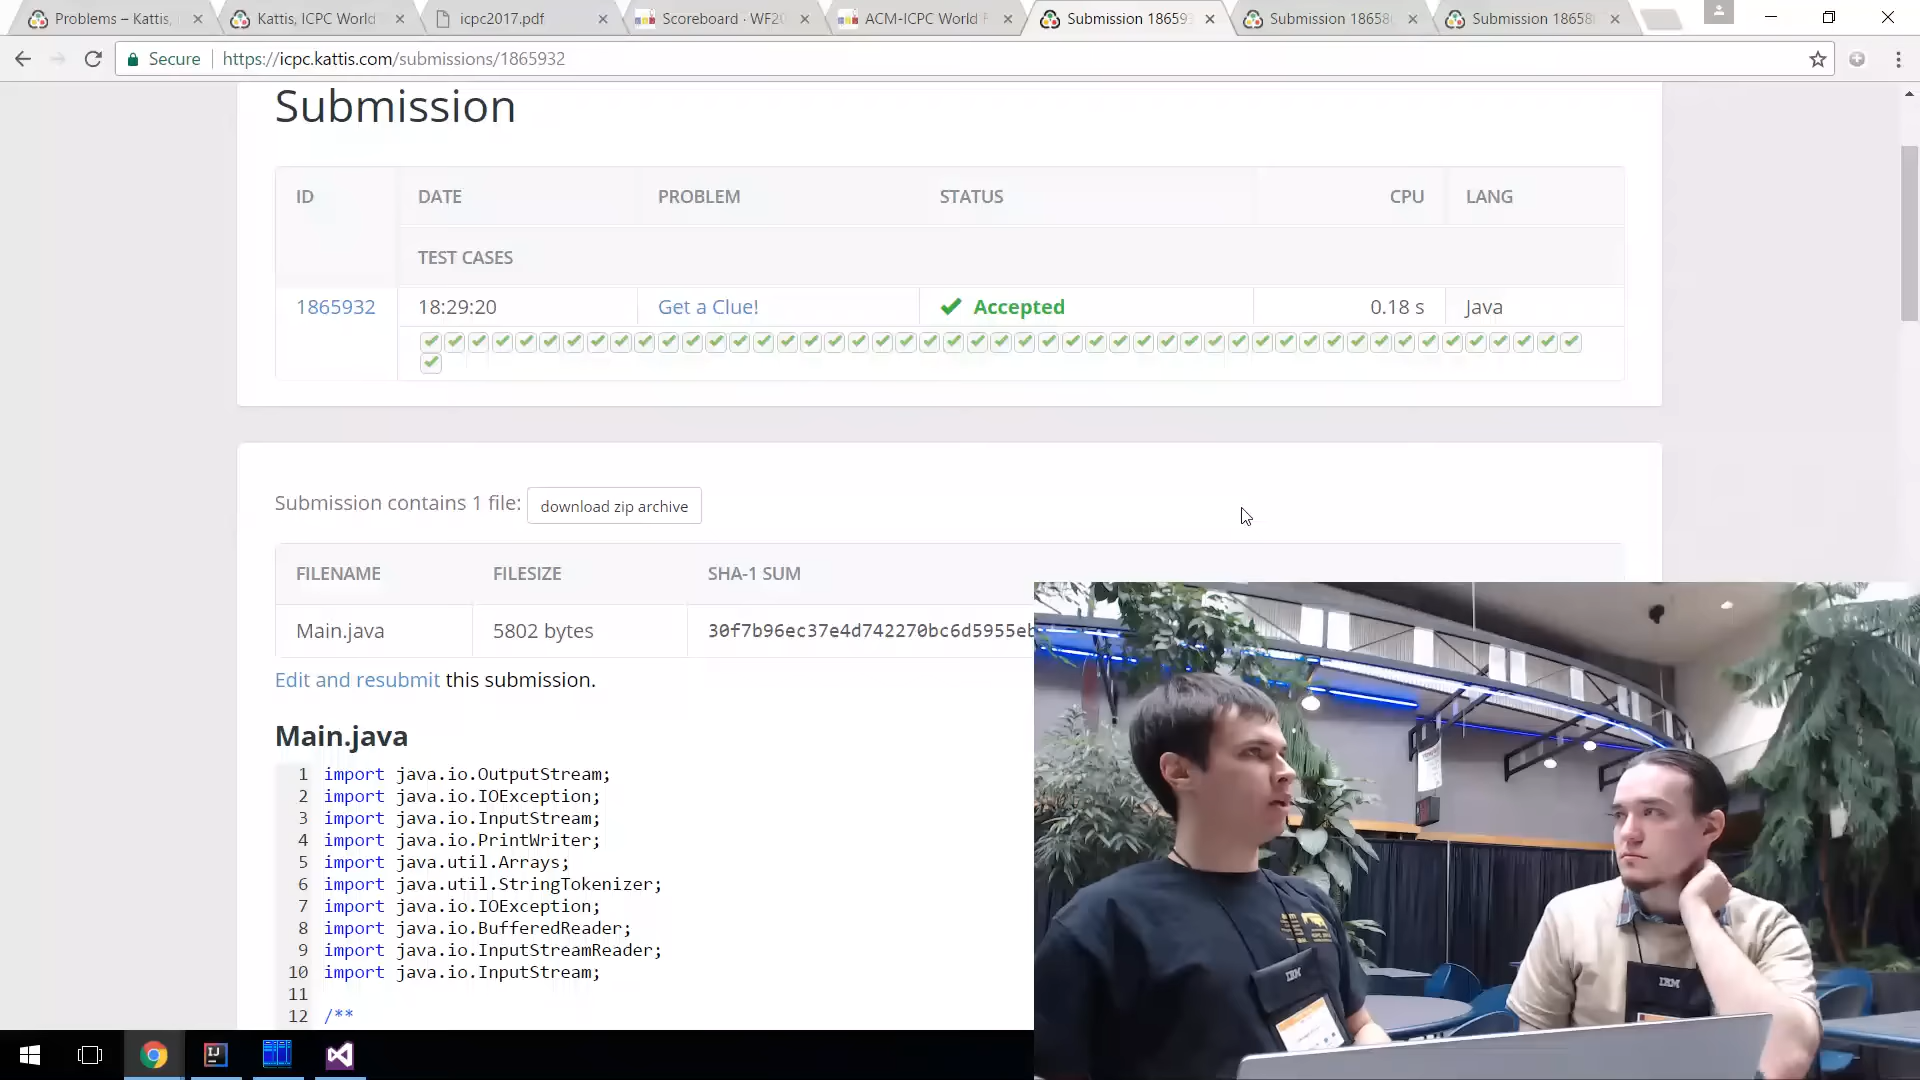 Problems – Kattis,
Kattis, ICPC World
icpc2017.pdf
Scoreboard · WF20
ACM-ICPC World F
Submission 186593
Submission 18658
Submission 18658
Secure
https://icpc.kattis.com/submissions/1865932
Submission
ID DATE PROBLEM STATUS CPU LANG
TEST CASES
1865932 18:29:20 Get a Clue! Accepted 0.18 s Java
Submission contains 1 file: download zip archive
FILENAME FILESIZE SHA-1 SUM
Main.java 5802 bytes 30f7b96ec37e4d742270bc6d5955eb
Edit and resubmit this submission.
Main.java
1 import java.io.OutputStream;
2 import java.io.IOException;
3 import java.io.InputStream;
4 import java.io.PrintWriter;
5 import java.util.Arrays;
6 import java.util.StringTokenizer;
7 import java.io.IOException;
8 import java.io.BufferedReader;
9 import java.io.InputStreamReader;
10 import java.io.InputStream;
11
12 /**
IBM
IBM